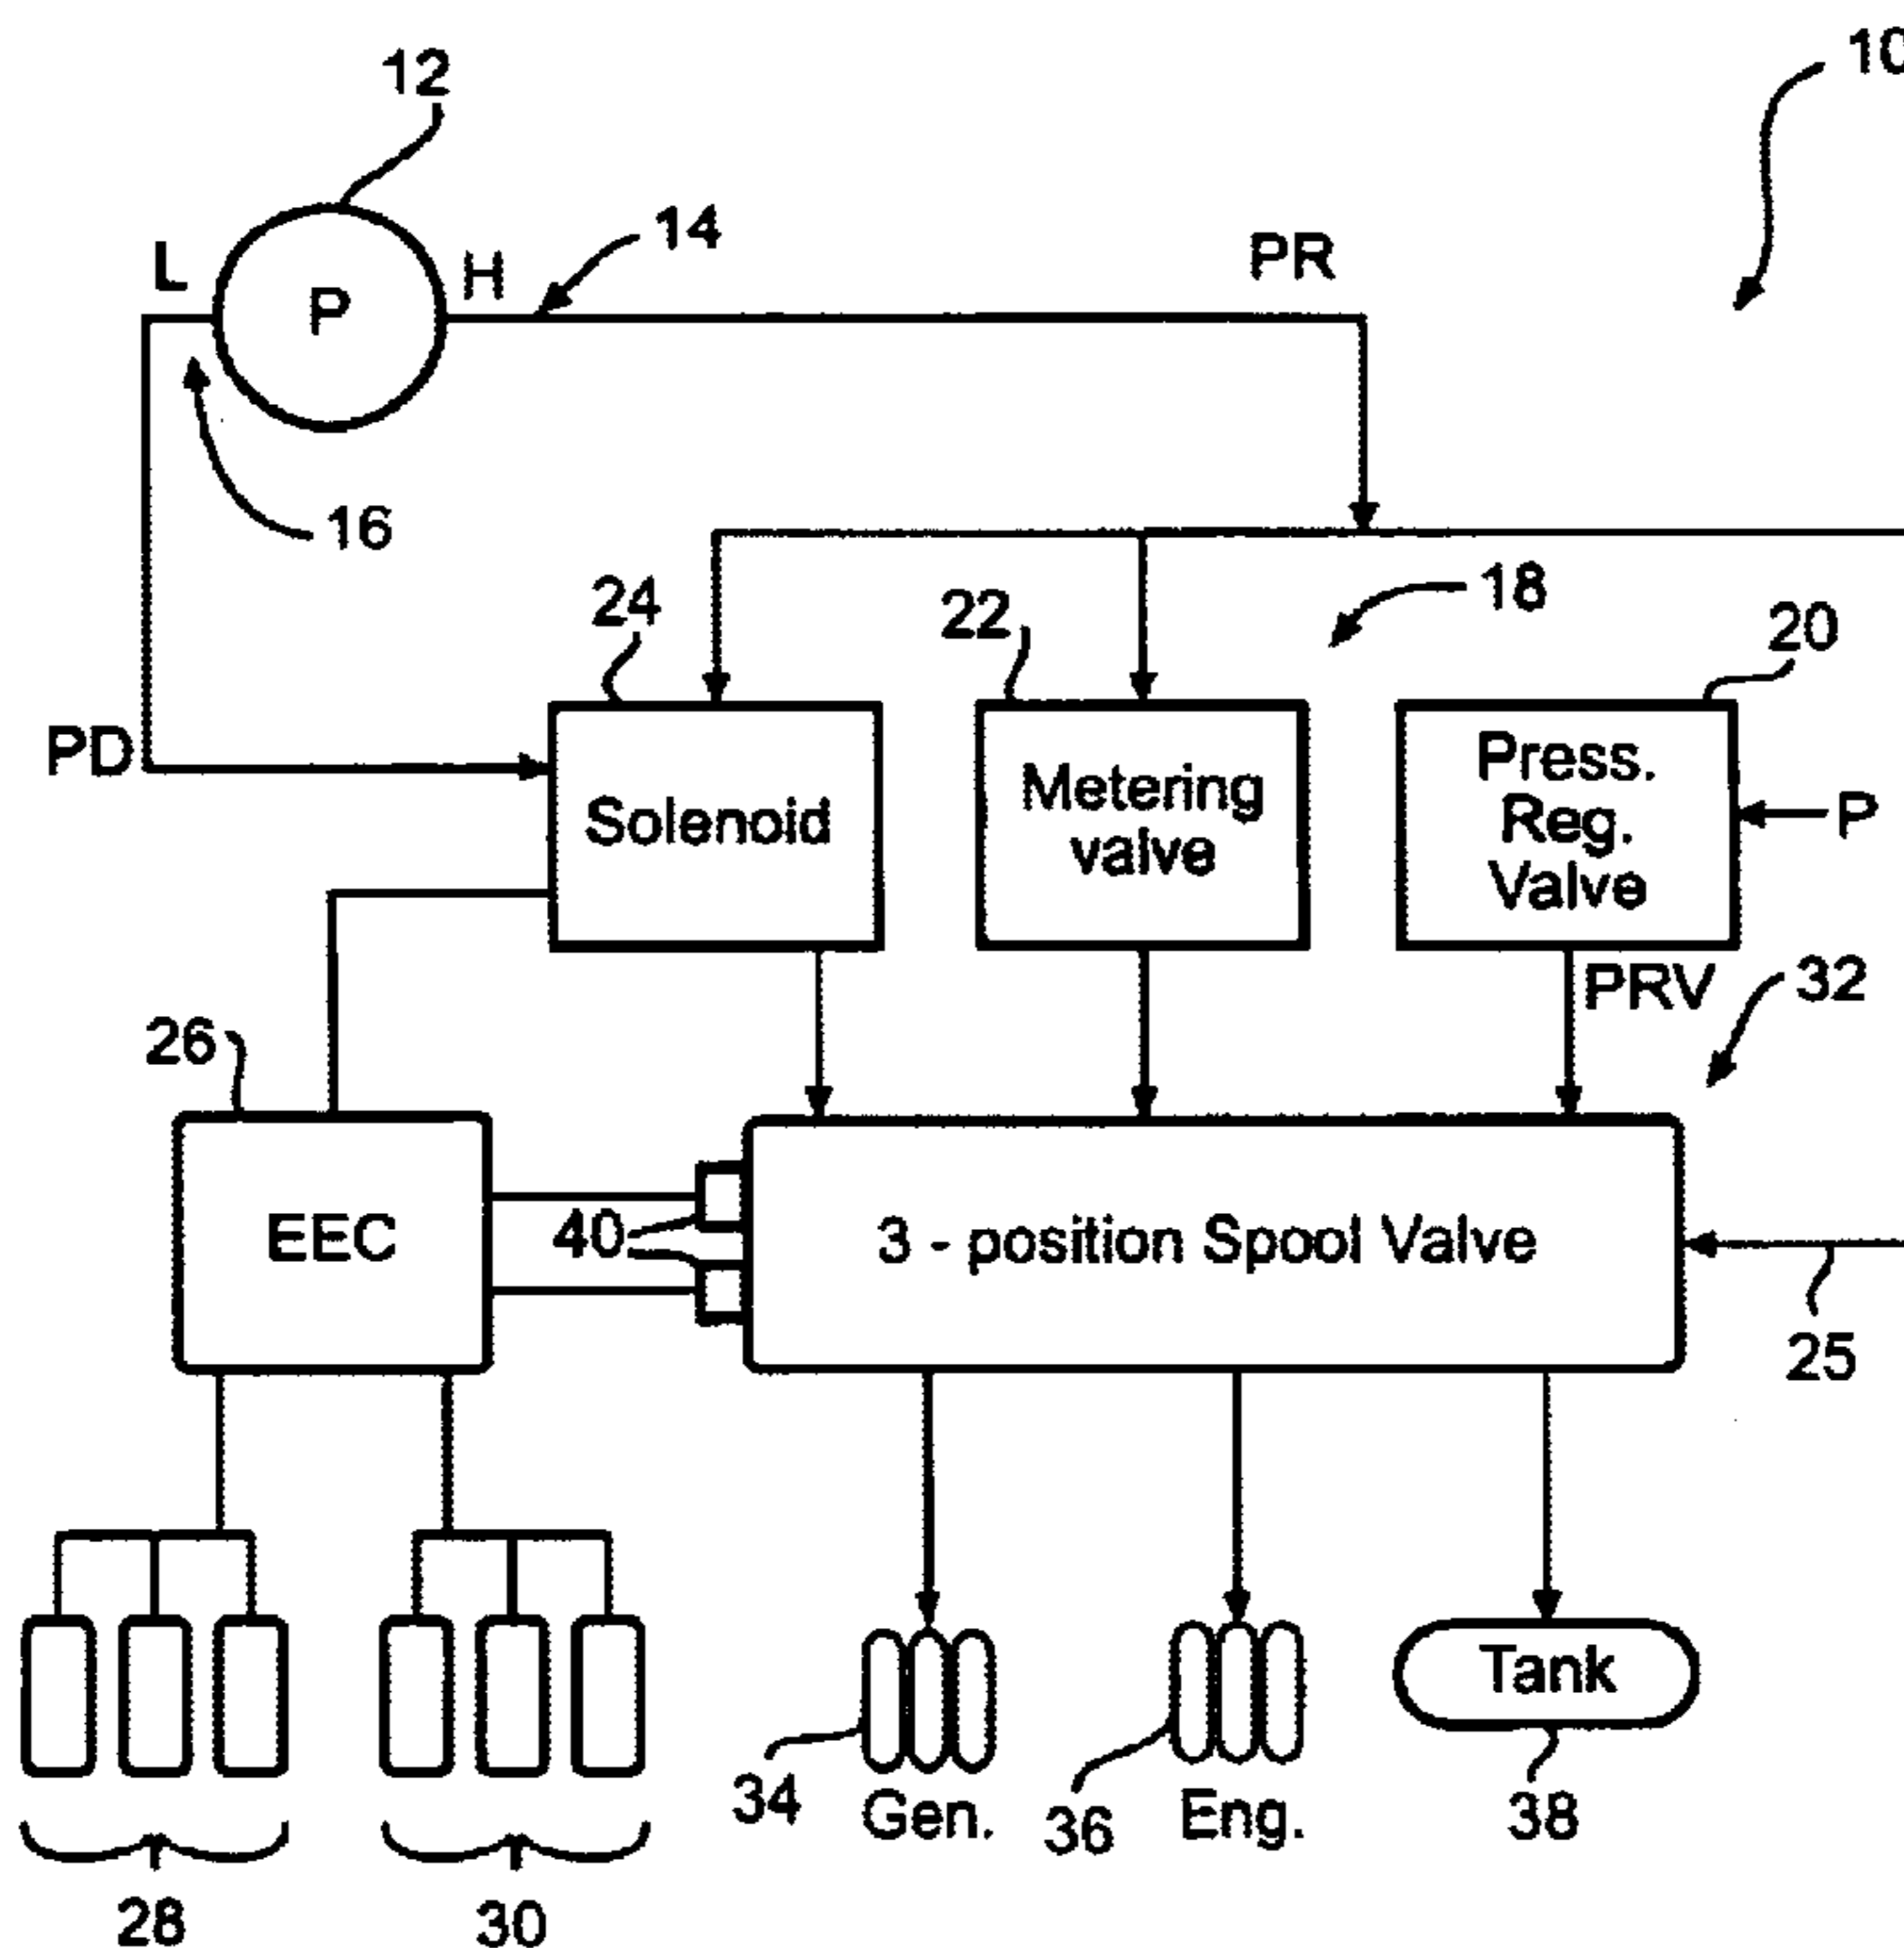 12
10
L
P
H
14
PR
16
18
24
22
20
PD
Solenoid
Metering
valve
Press.
Reg.
Valve
P
PRV
32
26
EEC
40
3 - position Spool Valve
25
Tank
34
Gen.
36
Eng.
38
28
30